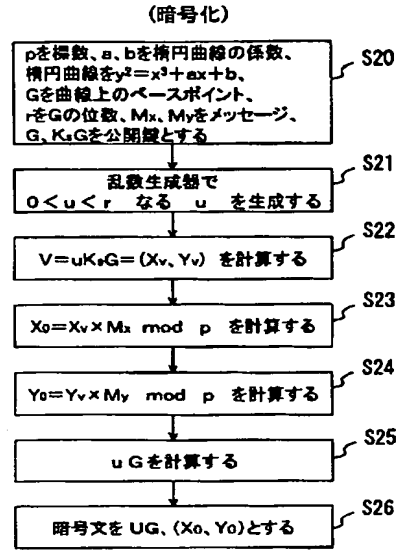 (暗号化)
pを標数、a、bを楕円曲線の係数、
楕円曲線をy²=x³+ax+b、
Gを曲線上のベースポイント、
rをGの位数、Mx、Myをメッセージ、
G、KsGを公開鍵とする
S20
乱数生成器で
0<u<r なる u を生成する
S21
V=uKsG=(Xv、Yv) を計算する
S22
X0=Xv×Mx mod p を計算する
S23
Y0=Yv×My mod p を計算する
S24
uGを計算する
S25
暗号文をUG、(X0、Y0)とする
S26